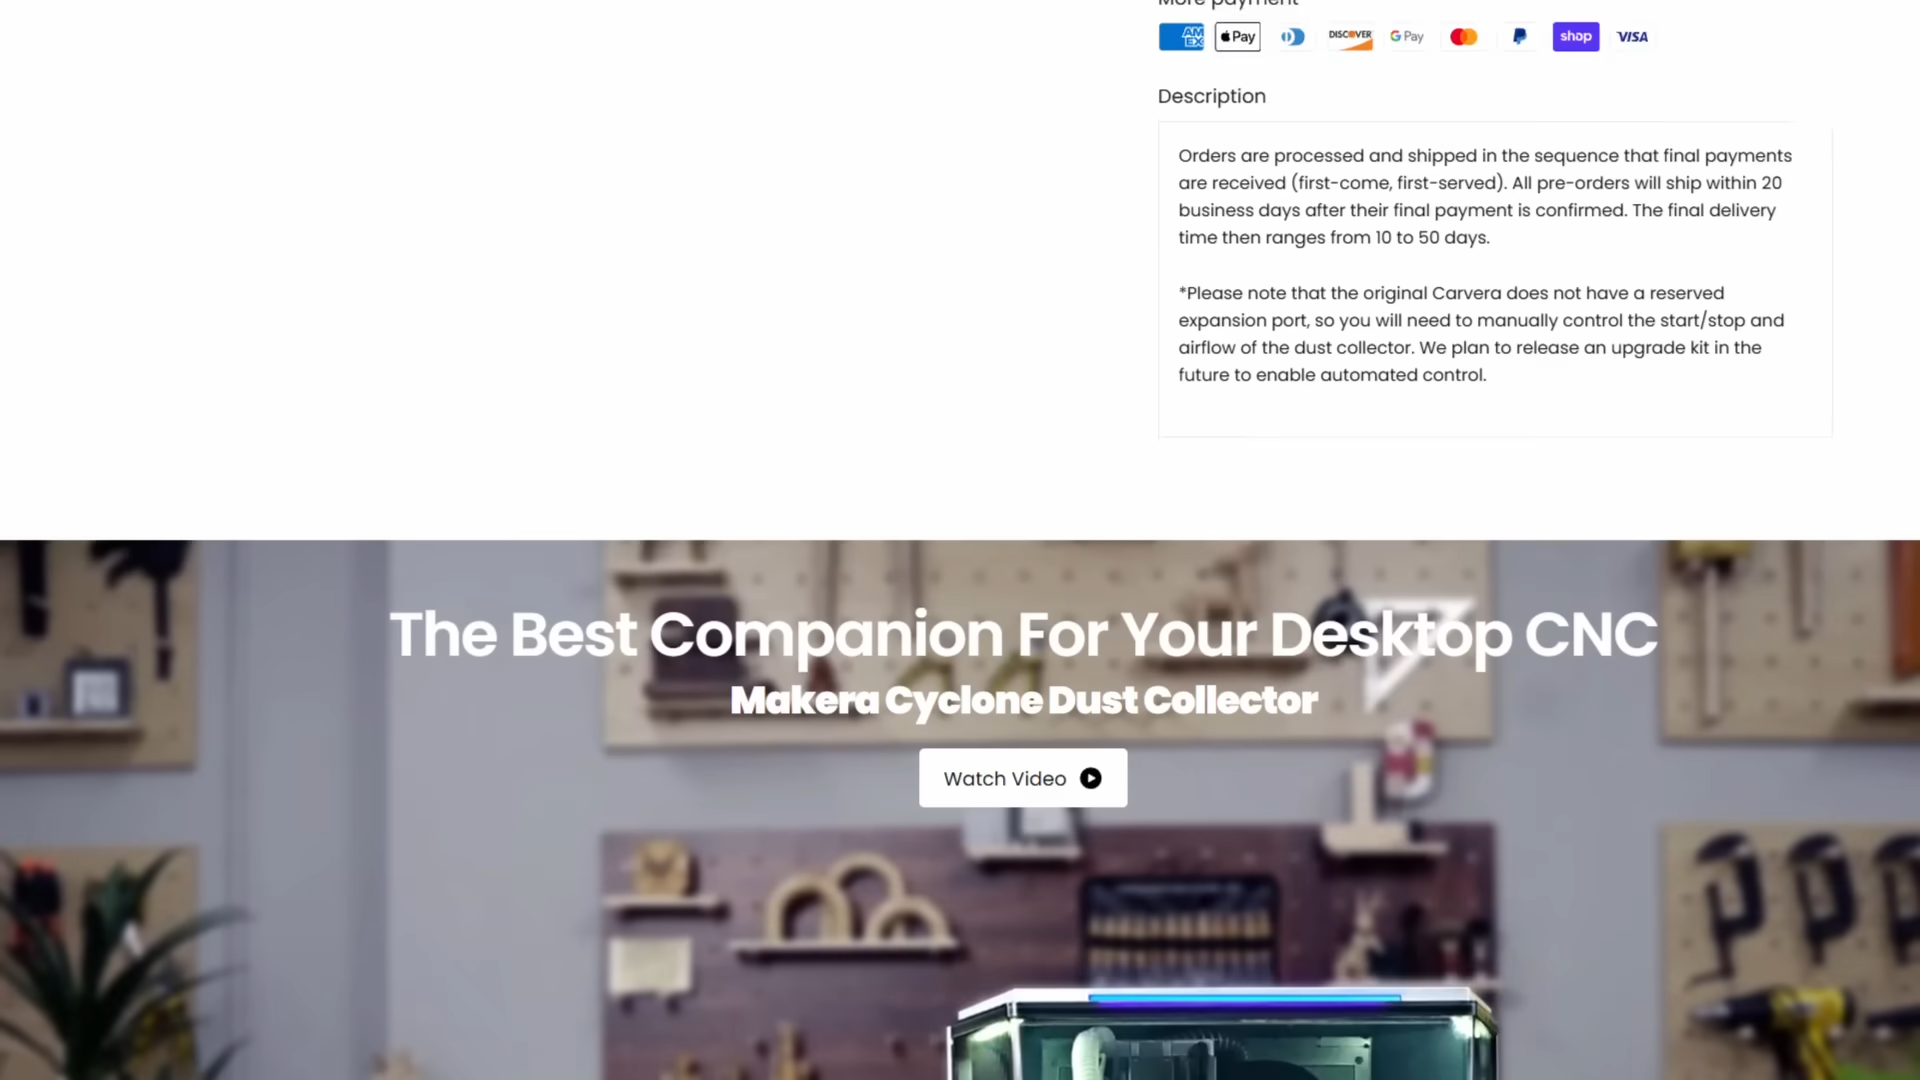 More payment
AM
EX
Pay
DISCOVER
G Pay
shop
VISA
Description
Orders are processed and shipped in the sequence that final payments
are received (first-come, first-served). All pre-orders will ship within 20
business days after their final payment is confirmed. The final delivery
time then ranges from 10 to 50 days.
*Please note that the original Carvera does not have a reserved
expansion port, so you will need to manually control the start/stop and
airflow of the dust collector. We plan to release an upgrade kit in the
future to enable automated control.
The Best Companion For Your Desktop CNC
Makera Cyclone Dust Collector
Watch Video